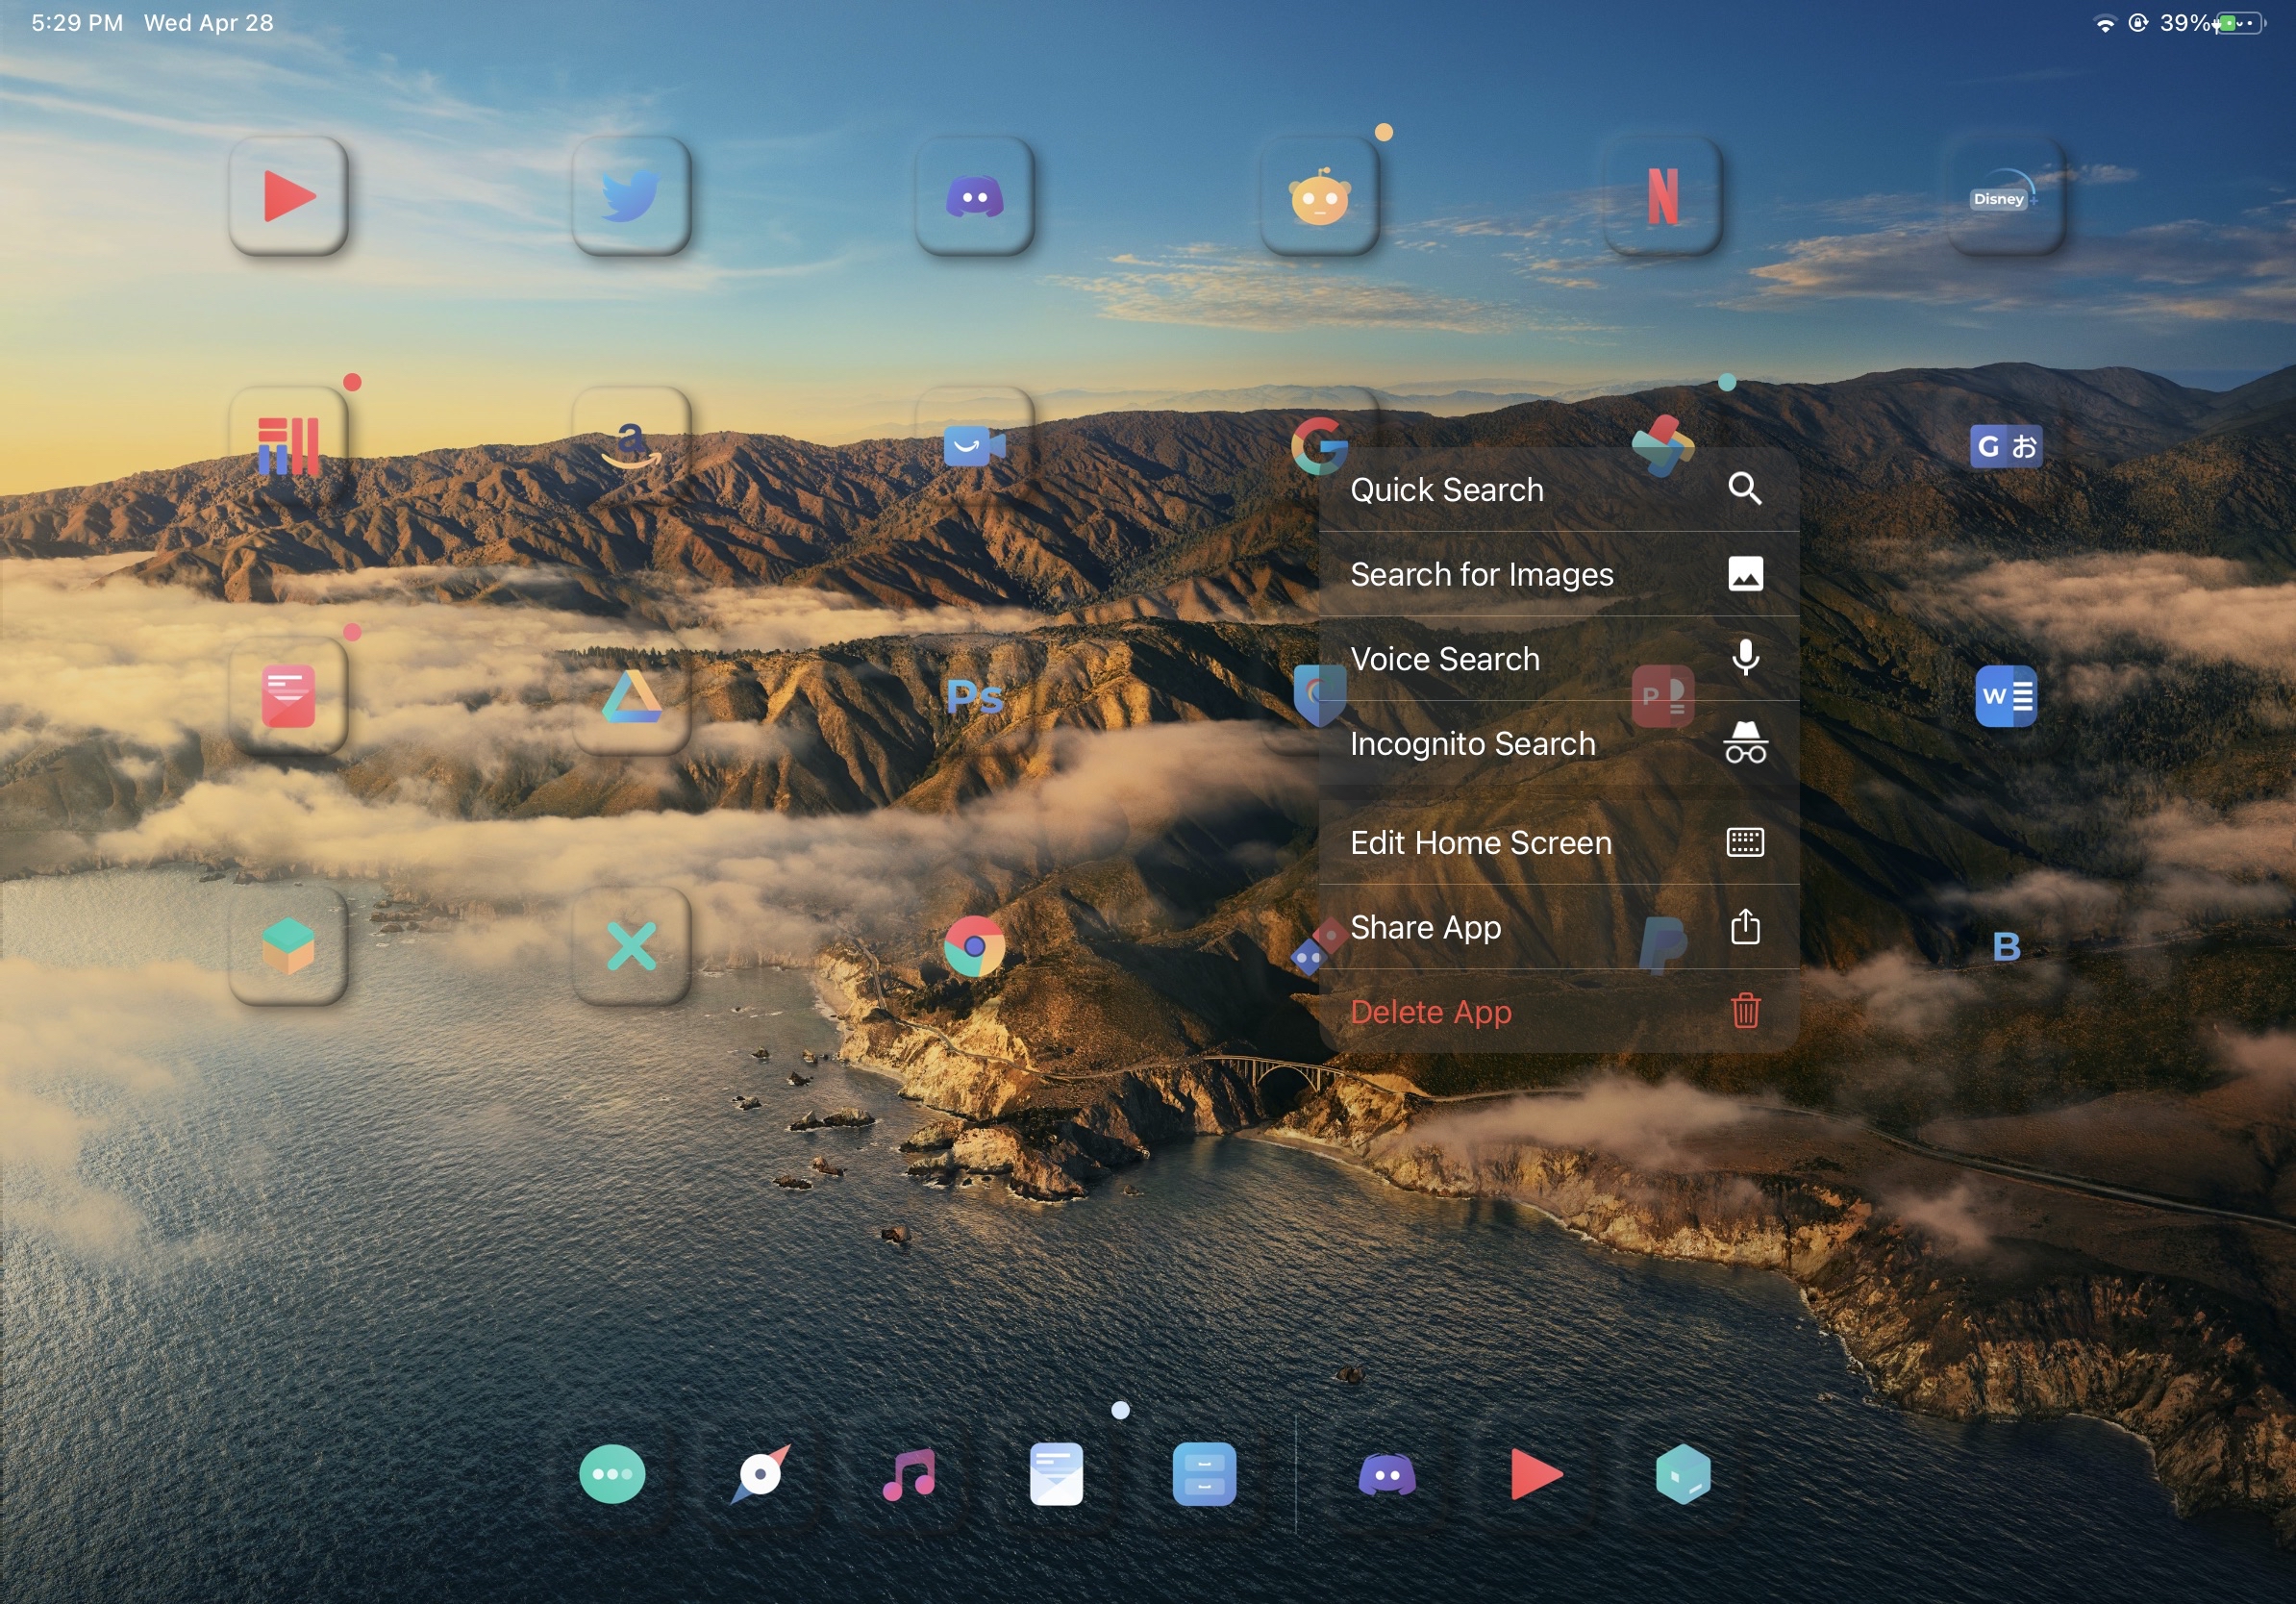 5:29 PM Wed Apr 28
39%
Disney+
a
G お
Quick Search
Search for Images
Ps
Voice Search
P
W
Incognito Search
Edit Home Screen
Share App
B
Delete App